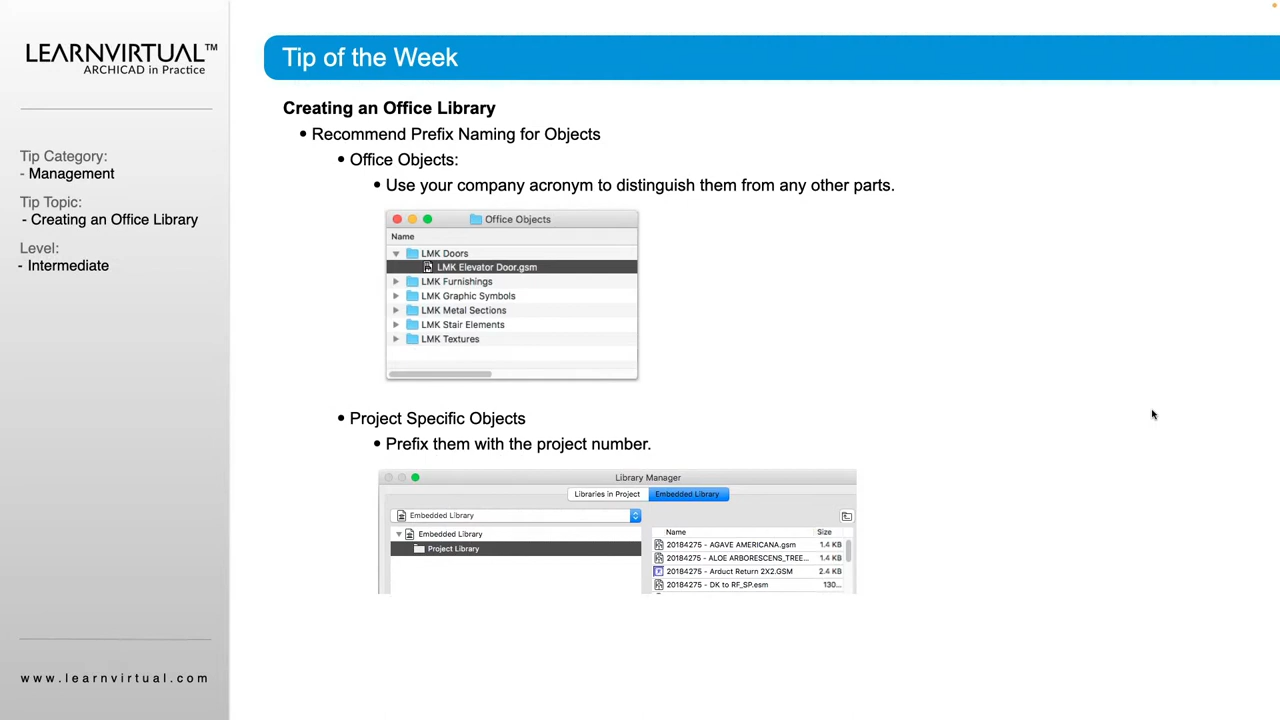 LEARNVIRTUAL™
ARCHICAD in Practice
Tip Category:
- Management
Tip Topic:
- Creating an Office Library
Level:
- Intermediate
www.learnvirtual.com
Tip of the Week
Creating an Office Library
• Recommend Prefix Naming for Objects
• Office Objects:
• Use your company acronym to distinguish them from any other parts.
Office Objects
Name
LMK Doors
LMK Elevator Door.gsm
LMK Furnishings
LMK Graphic Symbols
LMK Metal Sections
LMK Stair Elements
LMK Textures
• Project Specific Objects
• Prefix them with the project number.
Library Manager
Libraries in Project Embedded Library
Embedded Library
Embedded Library
Project Library
Name Size
20184275 - AGAVE AMERICANA.gsm 1.4 KB
20184275 - ALOE ARBORESCENS_TREE... 1.4 KB
20184275 - Arduct Return 2X2.GSM 2.4 KB
20184275 - DK to RF_SP.esm 130...